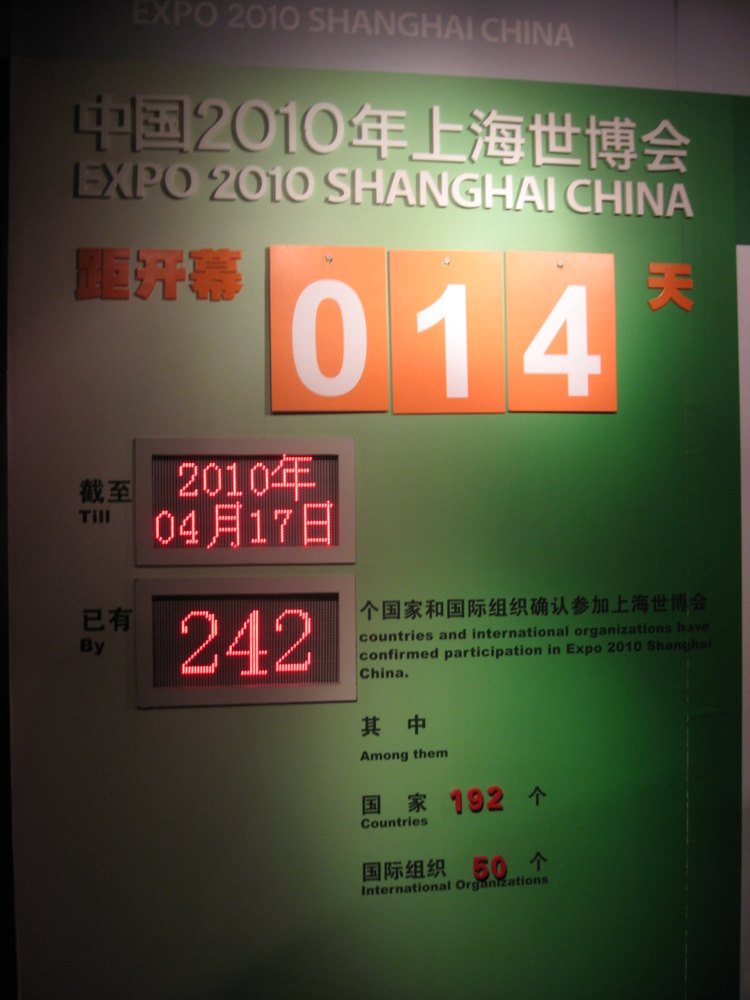 EXPO 2010 SHANGHAI CHINA
中国2010年上海世博会
EXPO 2010 SHANGHAI CHINA
距开幕 014 天
截至 2010年
Till 04月17日
已有 242 个国家和国际组织确认参加上海世博会
By countries and international organizations have
confirmed participation in Expo 2010 Shanghai
China.
其 中
Among them
国 家 192 个
Countries
国际组织 50 个
International Organizations